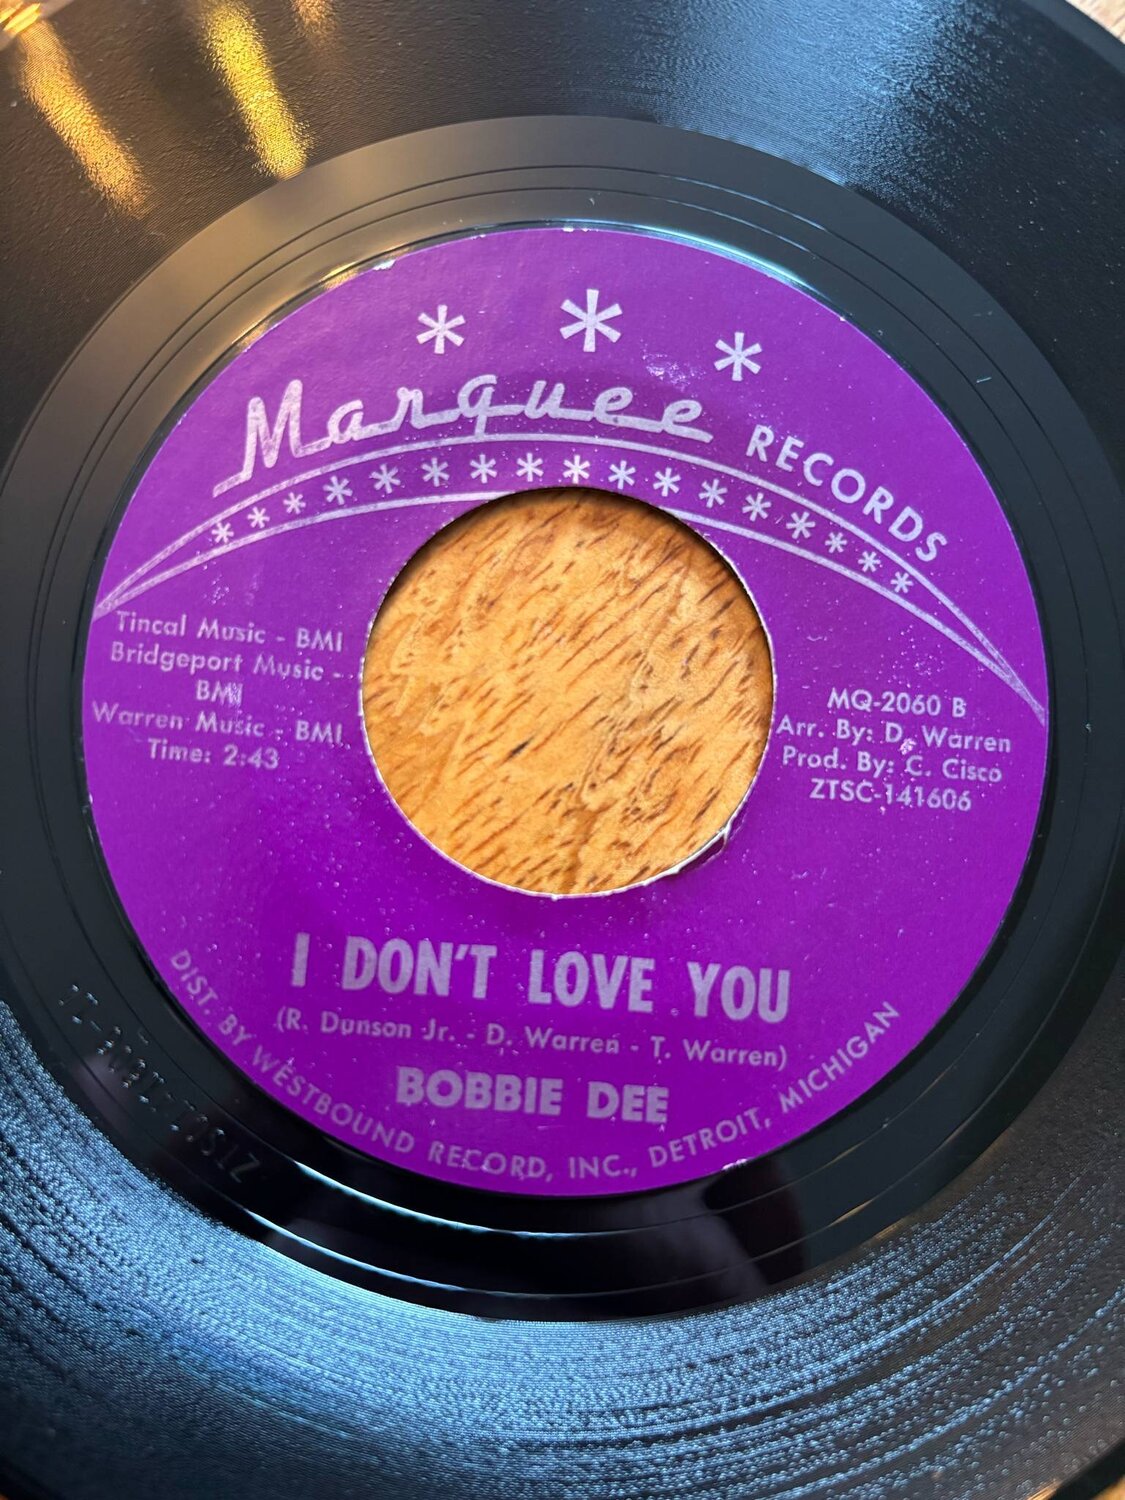 Marquee RECORDS
Tincal Music - BMI
Bridgeport Music -
BMI
Warren Music - BMI
Time: 2:43
MQ-2060 B
Arr. By: D. Warren
Prod. By: C. Cisco
ZTSC-141606
I DON'T LOVE YOU
(R. Dunson Jr. - D. Warren - T. Warren)
BOBBIE DEE
DIST. BY WESTBOUND RECORD, INC., DETROIT, MICHIGAN